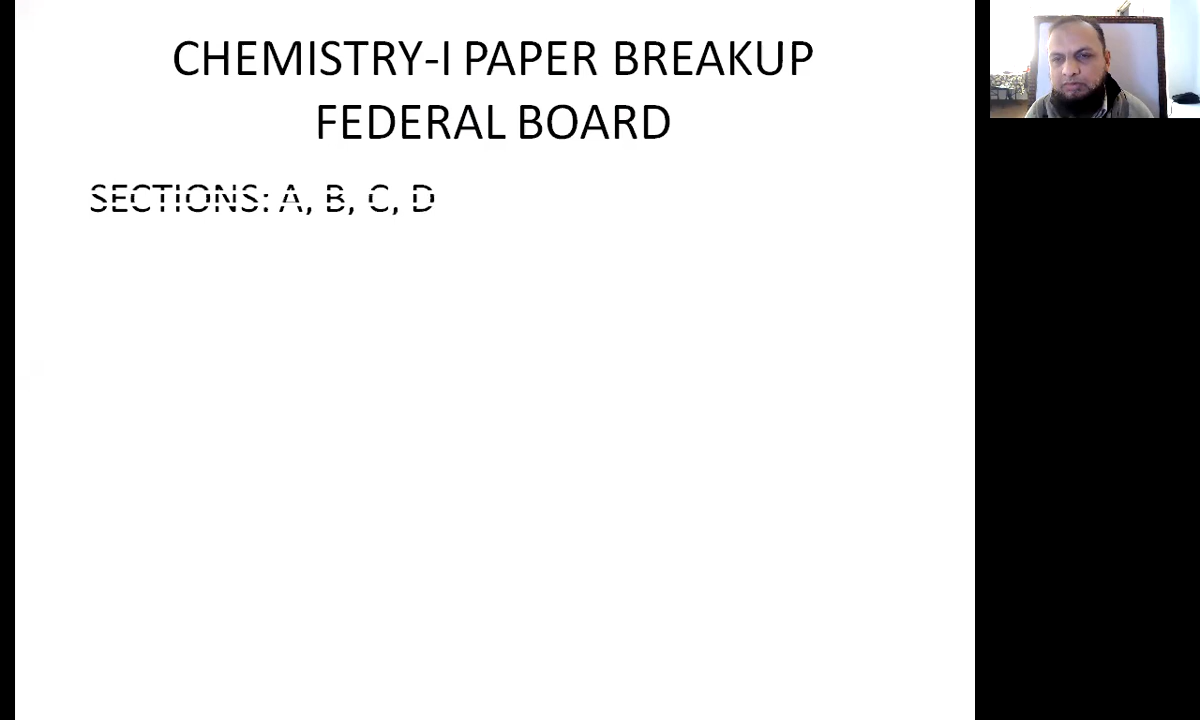 CHEMISTRY-I PAPER BREAKUP
FEDERAL BOARD
SECTIONS: A, B, C, D